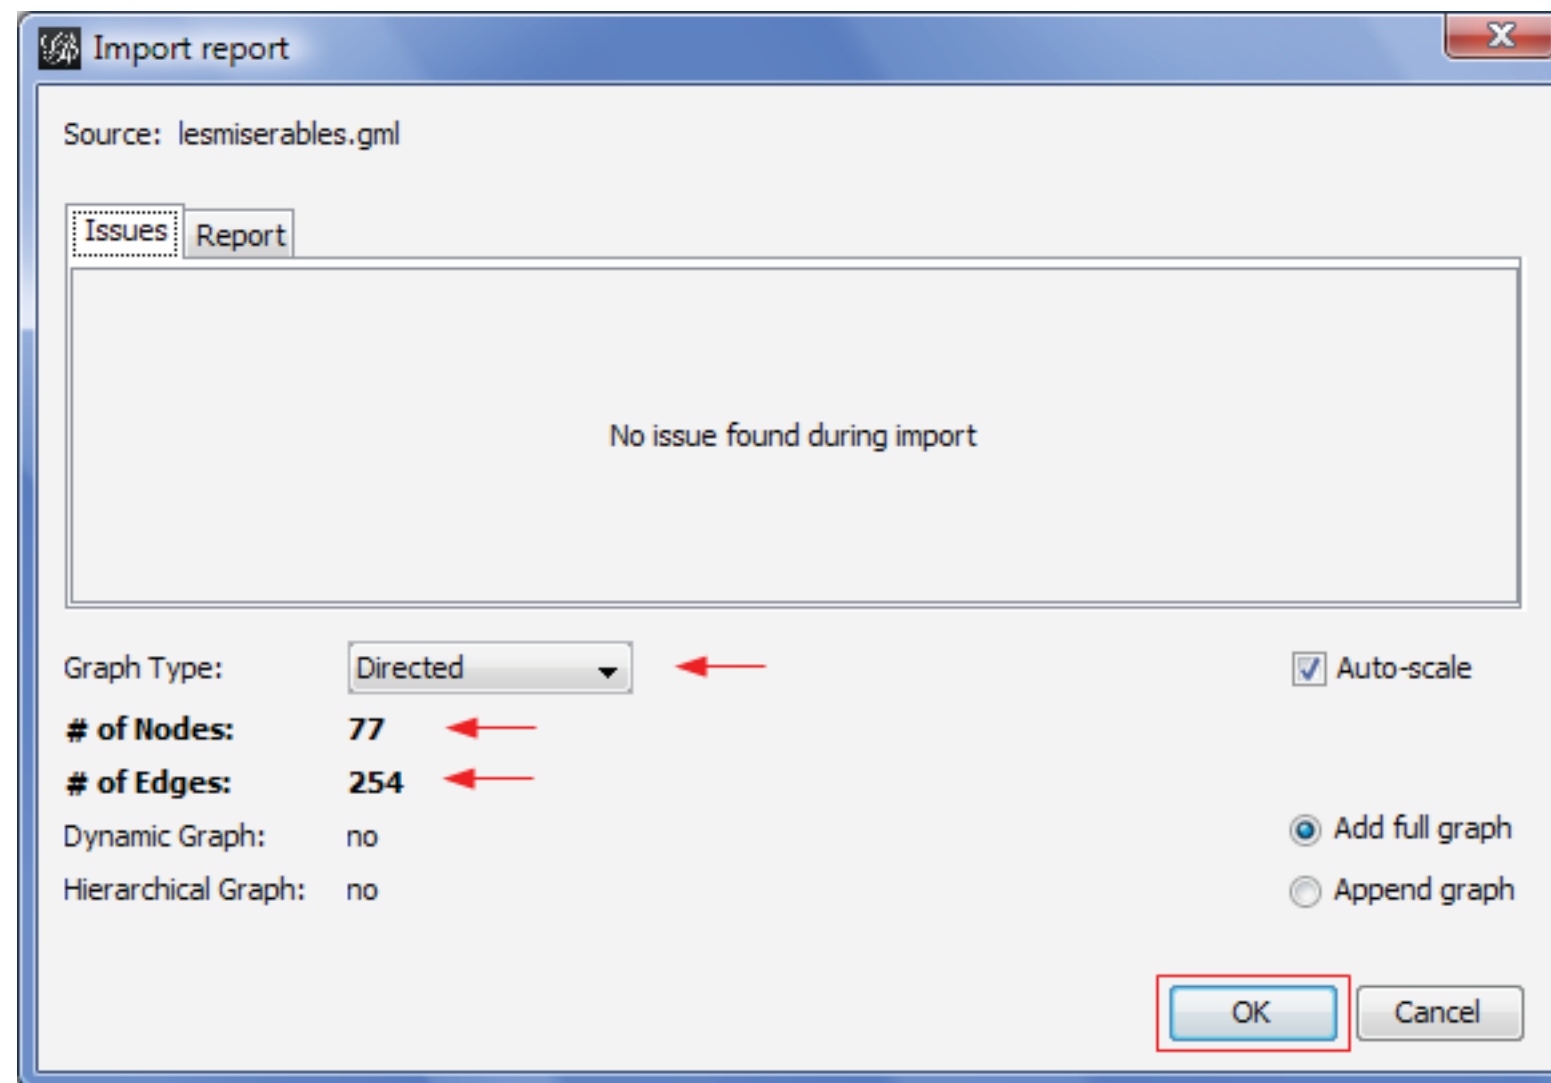 Import report
Source: lesmiserables.gml
Issues Report
No issue found during import
Graph Type: Directed Auto-scale
# of Nodes: 77
# of Edges: 254
Dynamic Graph: no Add full graph
Hierarchical Graph: no Append graph
OK Cancel